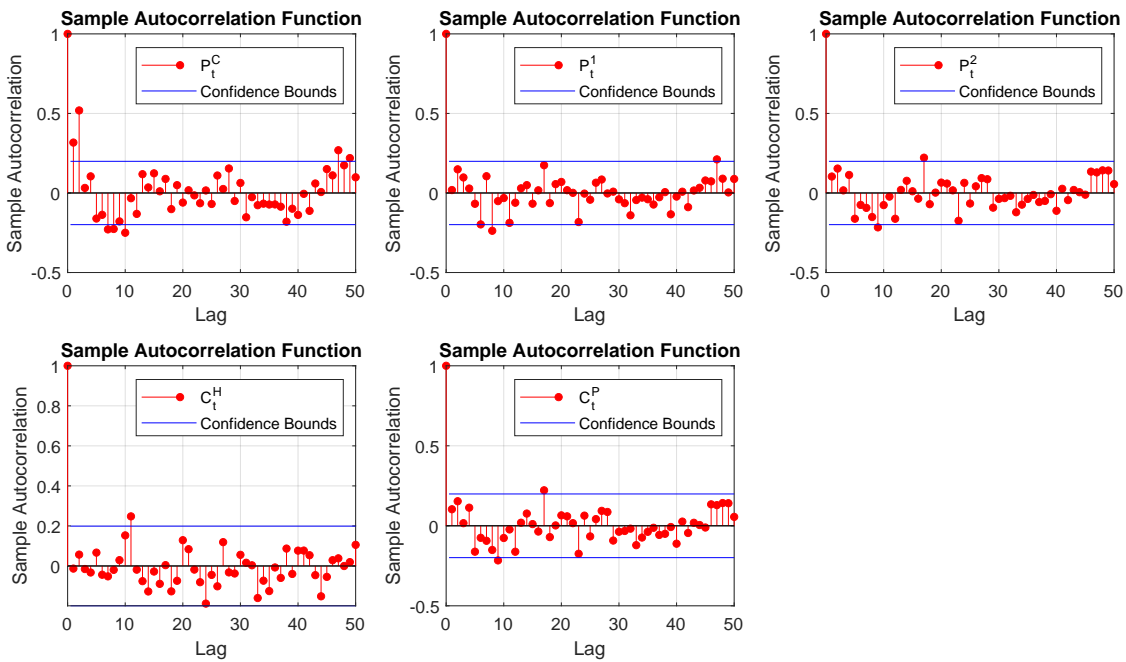 Sample Autocorrelation Function
Sample Autocorrelation
1
0.5
0
-0.5
P_t^C
Confidence Bounds
0 10 20 30 40 50
Lag
Sample Autocorrelation Function
Sample Autocorrelation
1
0.5
0
-0.5
P_t^1
Confidence Bounds
0 10 20 30 40 50
Lag
Sample Autocorrelation Function
Sample Autocorrelation
1
0.5
0
-0.5
P_t^2
Confidence Bounds
0 10 20 30 40 50
Lag
Sample Autocorrelation Function
Sample Autocorrelation
1
0.8
0.6
0.4
0.2
0
-0.2
C_t^H
Confidence Bounds
0 10 20 30 40 50
Lag
Sample Autocorrelation Function
Sample Autocorrelation
1
0.5
0
-0.5
C_t^P
Confidence Bounds
0 10 20 30 40 50
Lag